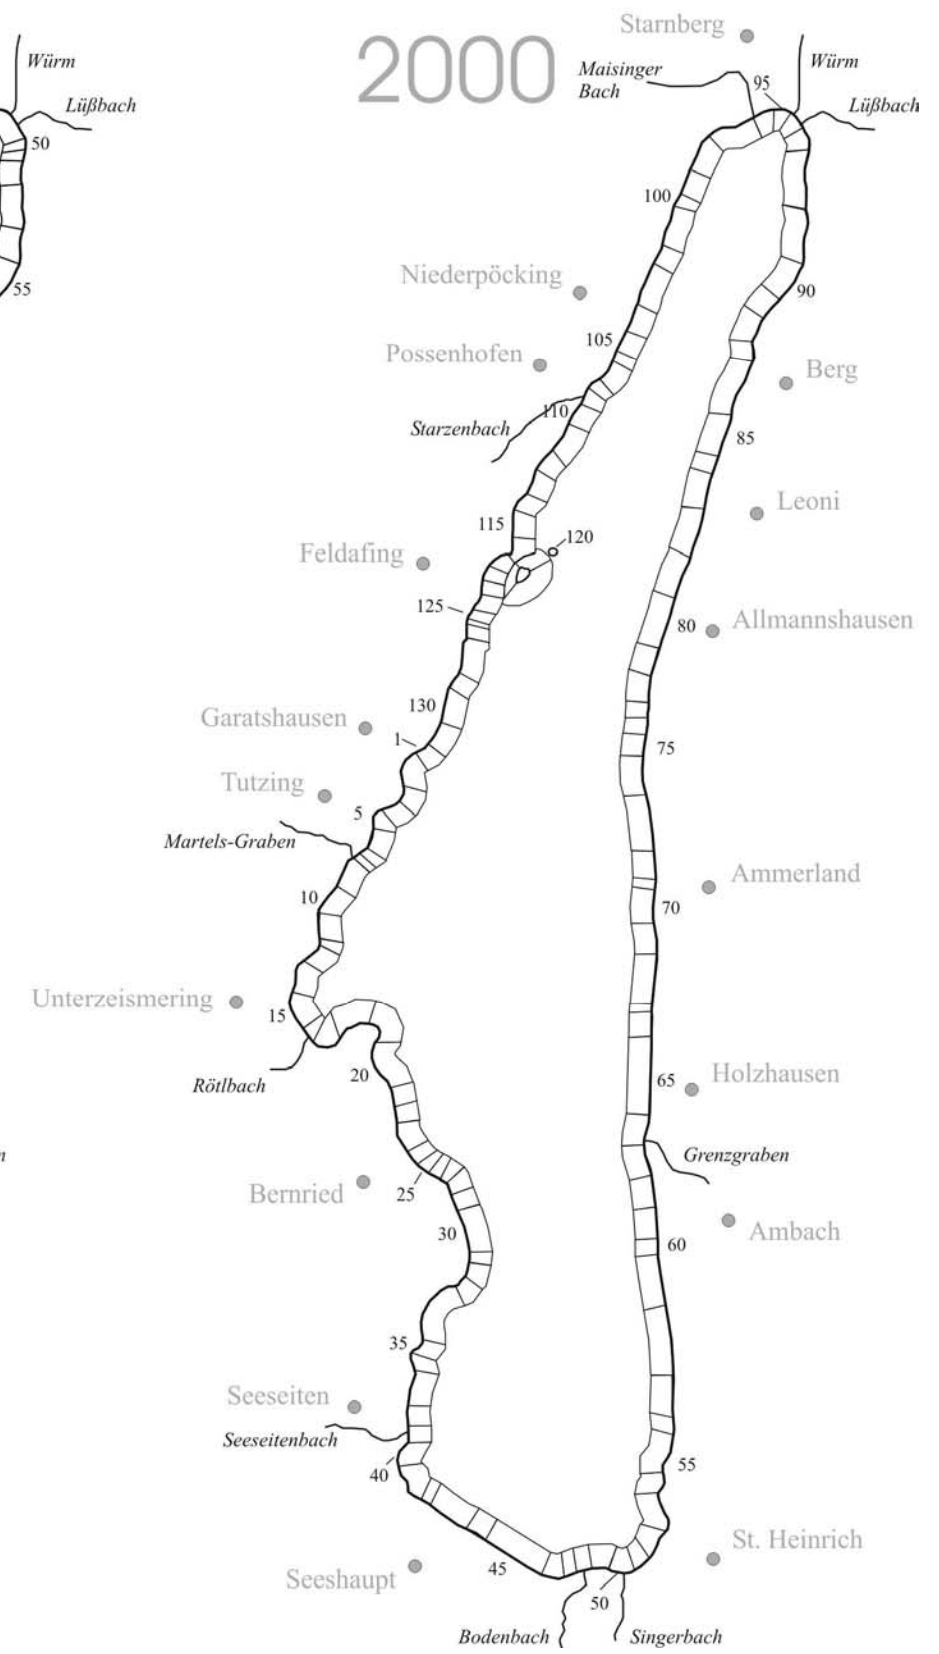 2000
Starnberg
Würm
Würm
Maisinger
Bach
95
Lüßbach
Lüßbach
50
100
Niederpöcking
55
90
105
Possenhofen
Berg
110
Starzenbach
85
Leoni
115
120
Feldafing
125
80
Allmannshausen
130
Garatshausen
1
75
Tutzing
5
Martels-Graben
Ammerland
10
70
Unterzeismering
15
20
65
Holzhausen
Rötlbach
n
Grenzgraben
Bernried
25
30
60
Ambach
35
Seeseiten
Seeseitenbach
40
55
St. Heinrich
45
Seeshaupt
50
Bodenbach
Singerbach